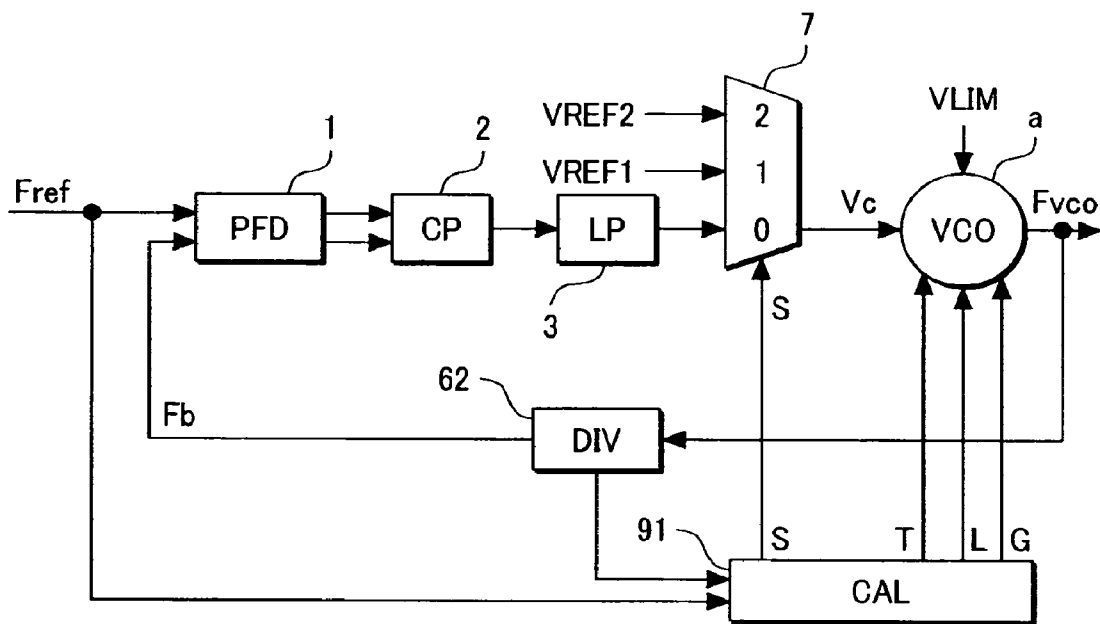 7
VREF2
2
VLIM
1
2
a
Fref
VREF1
1
Vc
Fvco
PFD
CP
LP
0
VCO
3
S
62
Fb
DIV
91
S
T
L
G
CAL